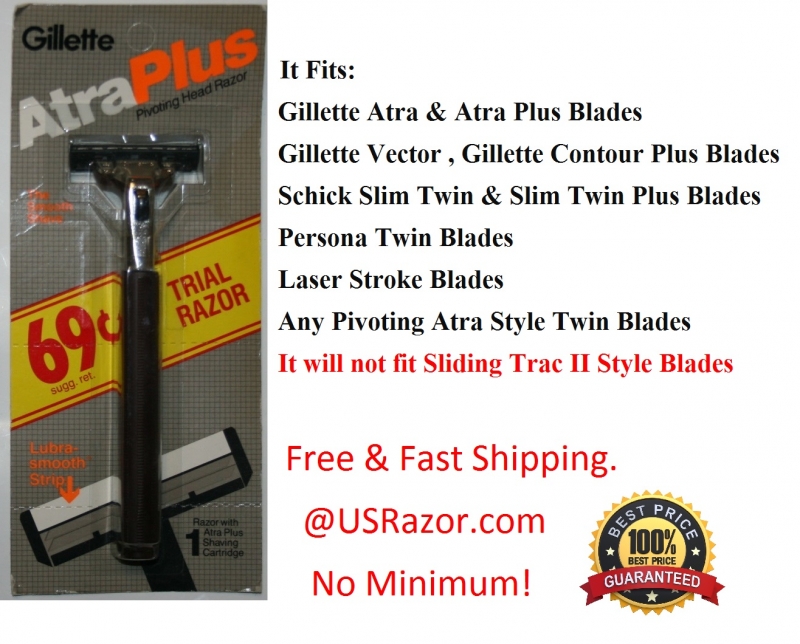 Gillette
AtraPlus
Pivoting Head Razor
69¢
sugg. ret.
TRIAL
RAZOR
Lubra-
smooth
Strip
1
Razor with
Atra Plus
Shaving
Cartridge
It Fits:
Gillette Atra & Atra Plus Blades
Gillette Vector , Gillette Contour Plus Blades
Schick Slim Twin & Slim Twin Plus Blades
Persona Twin Blades
Laser Stroke Blades
Any Pivoting Atra Style Twin Blades
It will not fit Sliding Trac II Style Blades
Free & Fast Shipping.
@USRazor.com
No Minimum!
BEST PRICE
100%
BEST PRICE
GUARANTEED